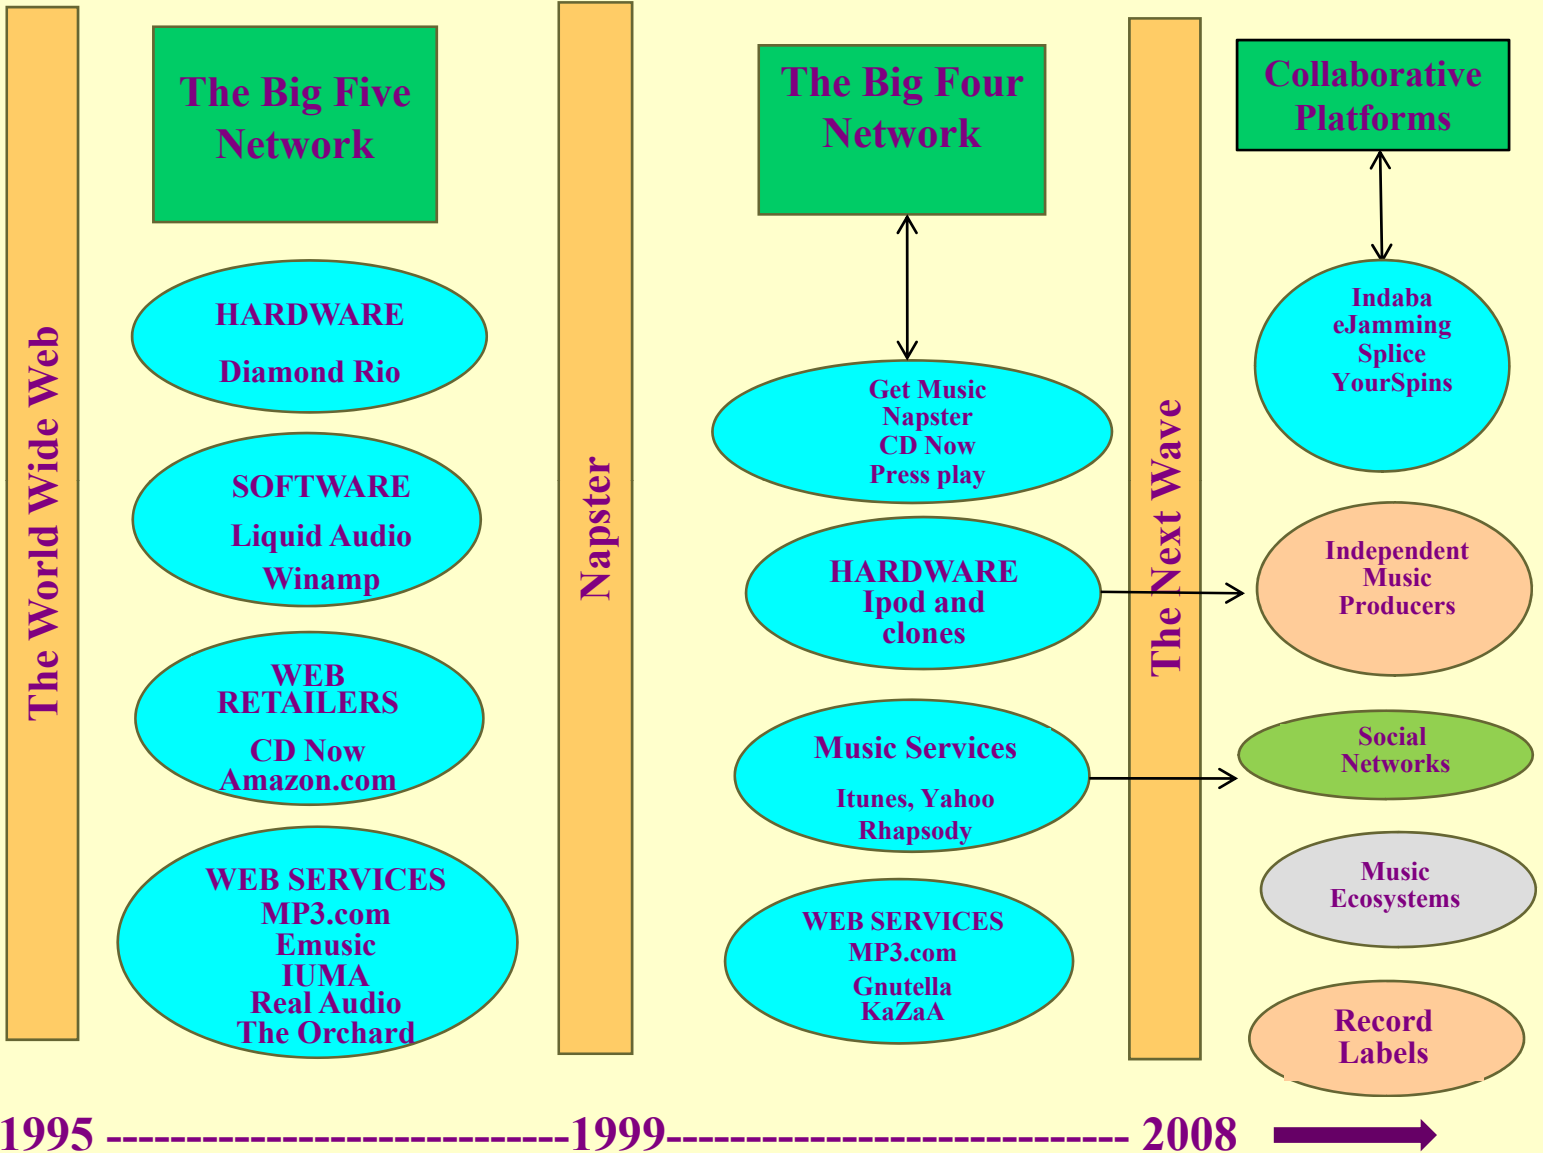 The World Wide Web
The Big Five
Network
HARDWARE
Diamond Rio
SOFTWARE
Liquid Audio
Winamp
WEB
RETAILERS
CD Now
Amazon.com
WEB SERVICES
MP3.com
Emusic
IUMA
Real Audio
The Orchard
Napster
The Big Four
Network
Get Music
Napster
CD Now
Press play
HARDWARE
Ipod and
clones
Music Services
Itunes, Yahoo
Rhapsody
WEB SERVICES
MP3.com
Gnutella
KaZaA
The Next Wave
Collaborative
Platforms
Indaba
eJamming
Splice
YourSpins
Independent
Music
Producers
Social
Networks
Music
Ecosystems
Record
Labels
1995 -----------------------------1999----------------------------- 2008